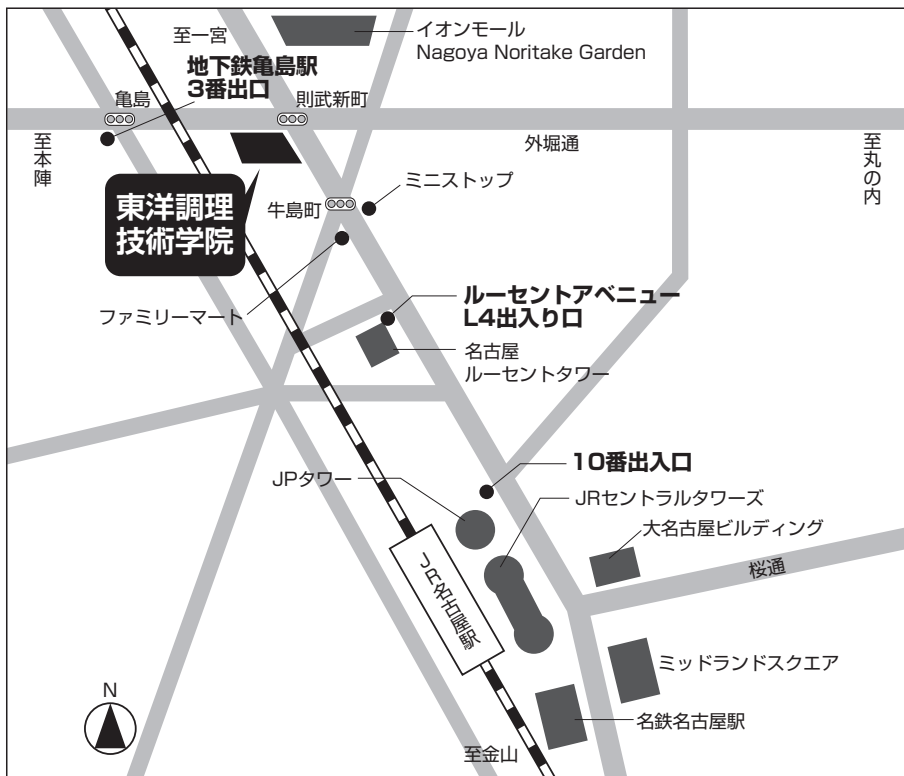 至一宮
イオンモール
Nagoya Noritake Garden
地下鉄亀島駅
3番出口
亀島
則武新町
至本陣
外堀通
至丸の内
東洋調理
技術学院
牛島町
ミニストップ
ファミリーマート
ルーセントアベニュー
L4出入り口
名古屋
ルーセントタワー
10番出入口
JPタワー
JRセントラルタワーズ
大名古屋ビルディング
桜通
JR名古屋駅
ミッドランドスクエア
名鉄名古屋駅
N
至金山